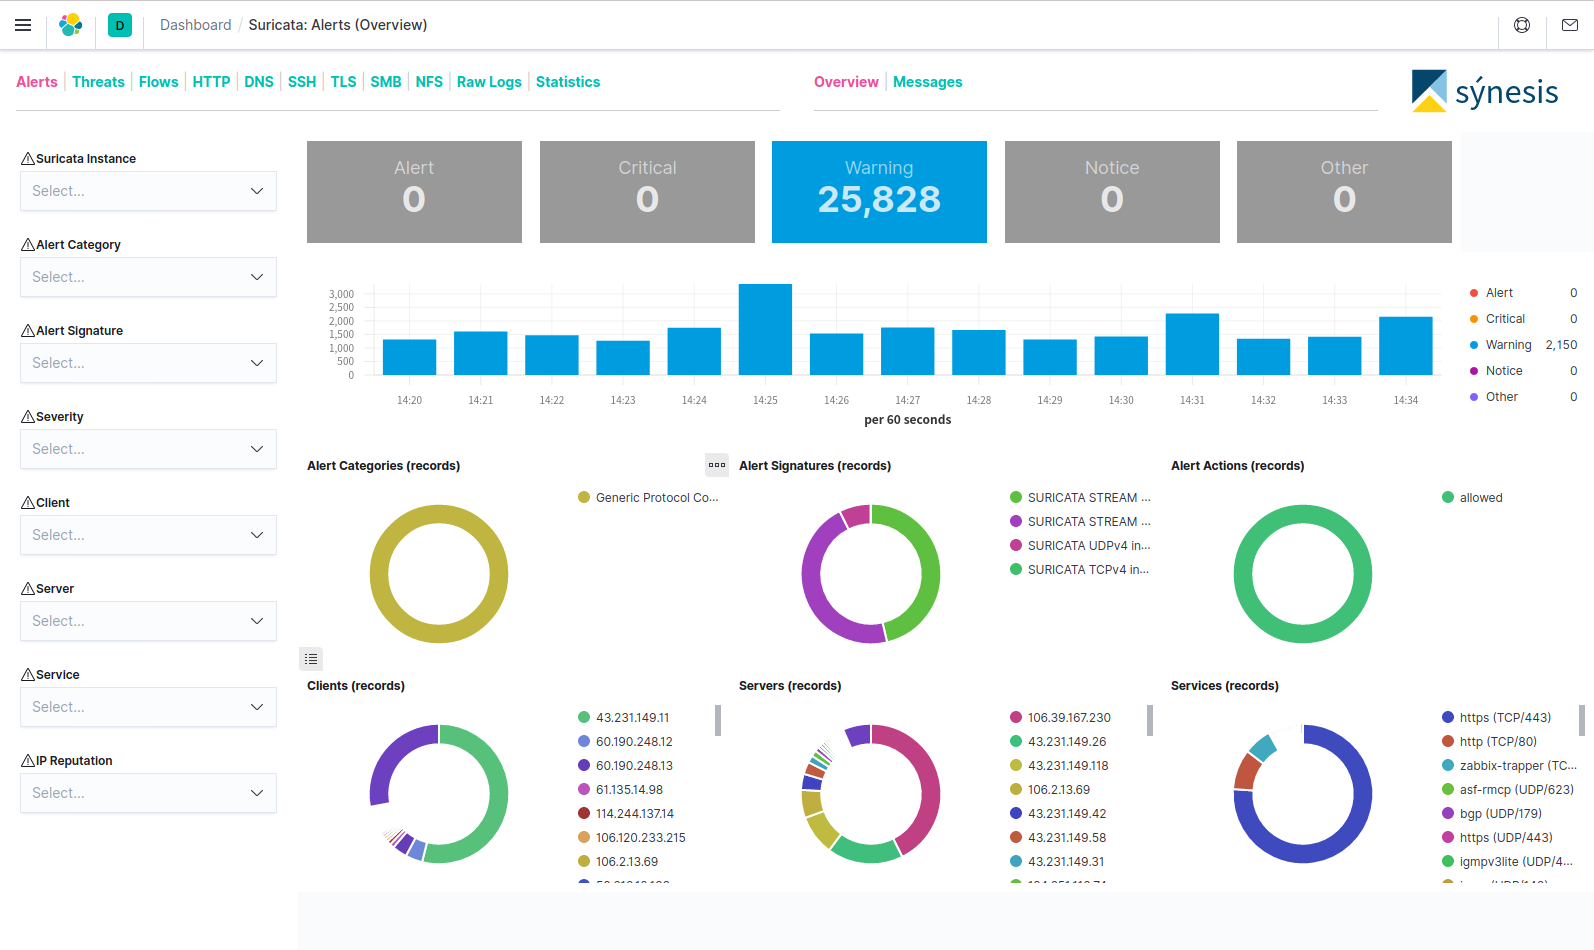 D Dashboard / Suricata: Alerts (Overview)
Alerts | Threats | Flows | HTTP | DNS | SSH | TLS | SMB | NFS | Raw Logs | Statistics
Overview | Messages
sýnesis
Suricata Instance
Select...
Alert Category
Select...
Alert Signature
Select...
Severity
Select...
Client
Select...
Server
Select...
Service
Select...
IP Reputation
Select...
Alert
0
Critical
0
Warning
25,828
Notice
0
Other
0
3,000
2,500
2,000
1,500
1,000
500
0
14:20 14:21 14:22 14:23 14:24 14:25 14:26 14:27 14:28 14:29 14:30 14:31 14:32 14:33 14:34
per 60 seconds
Alert 0
Critical 0
Warning 2,150
Notice 0
Other 0
Alert Categories (records)
Generic Protocol Co...
Alert Signatures (records)
SURICATA STREAM ...
SURICATA STREAM ...
SURICATA UDPv4 in...
SURICATA TCPv4 in...
Alert Actions (records)
allowed
Clients (records)
43.231.149.11
60.190.248.12
60.190.248.13
61.135.14.98
114.244.137.14
106.120.233.215
106.2.13.69
Servers (records)
106.39.167.230
43.231.149.26
43.231.149.118
106.2.13.69
43.231.149.42
43.231.149.58
43.231.149.31
Services (records)
https (TCP/443)
http (TCP/80)
zabbix-trapper (TC...
asf-rmcp (UDP/623)
bgp (UDP/179)
https (UDP/443)
igmpv3lite (UDP/4...